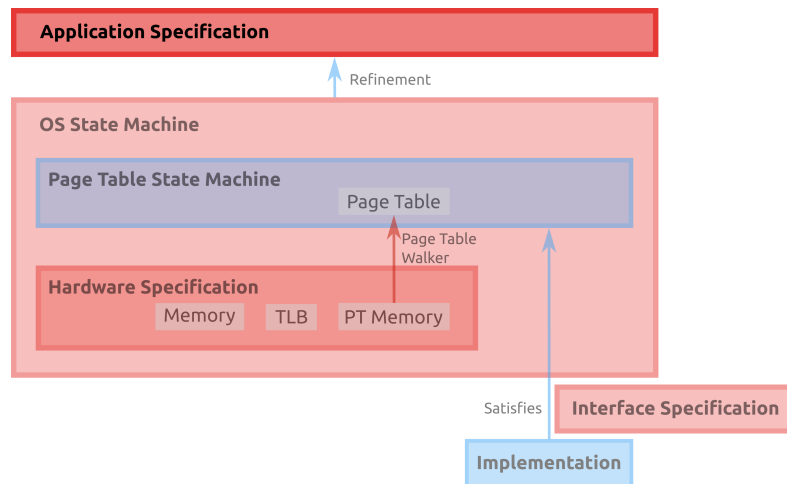 Application Specification
Refinement
OS State Machine
Page Table State Machine
Page Table
Page Table
Walker
Hardware Specification
Memory
TLB
PT Memory
Satisfies
Interface Specification
Implementation